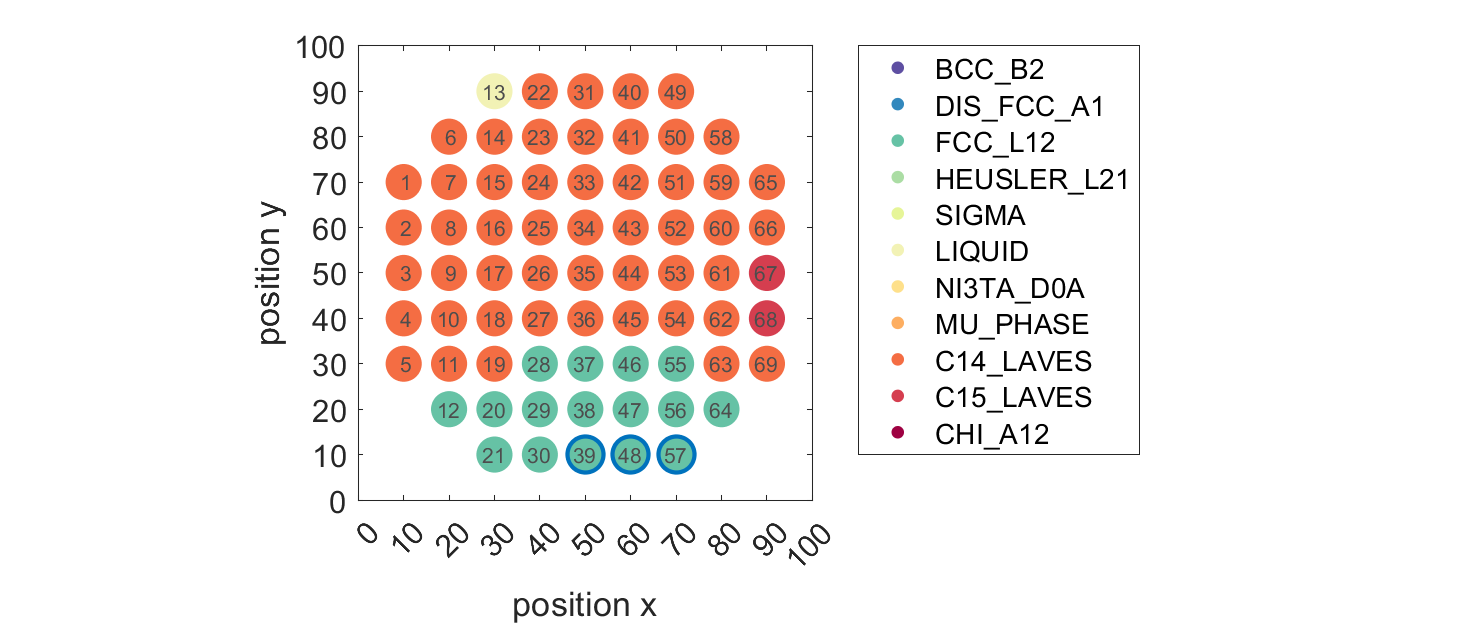 100
90
80
70
60
50
40
30
20
10
0
position y
13 22 31 40 49
6 14 23 32 41 50 58
1 7 15 24 33 42 51 59 65
2 8 16 25 34 43 52 60 66
3 9 17 26 35 44 53 61 67
4 10 18 27 36 45 54 62 68
5 11 19 28 37 46 55 63 69
12 20 29 38 47 56 64
21 30 39 48 57
0 10 20 30 40 50 60 70 80 90 100
position x
BCC_B2
DIS_FCC_A1
FCC_L12
HEUSLER_L21
SIGMA
LIQUID
NI3TA_D0A
MU_PHASE
C14_LAVES
C15_LAVES
CHI_A12